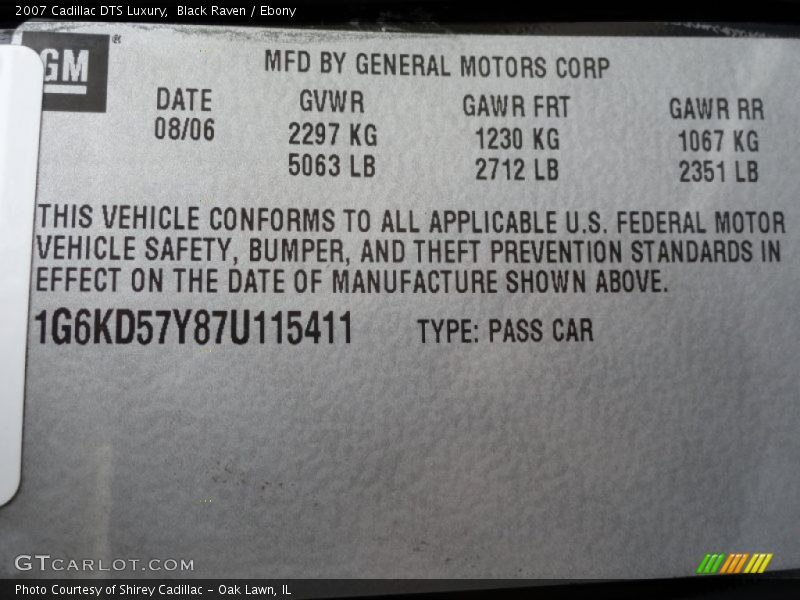 2007 Cadillac DTS Luxury, Black Raven / Ebony
GM®
MFD BY GENERAL MOTORS CORP
DATE GVWR GAWR FRT GAWR RR
08/06 2297 KG 1230 KG 1067 KG
5063 LB 2712 LB 2351 LB
THIS VEHICLE CONFORMS TO ALL APPLICABLE U.S. FEDERAL MOTOR
VEHICLE SAFETY, BUMPER, AND THEFT PREVENTION STANDARDS IN
EFFECT ON THE DATE OF MANUFACTURE SHOWN ABOVE.
1G6KD57Y87U115411 TYPE: PASS CAR
GTCARLOT.COM
Photo Courtesy of Shirey Cadillac - Oak Lawn, IL